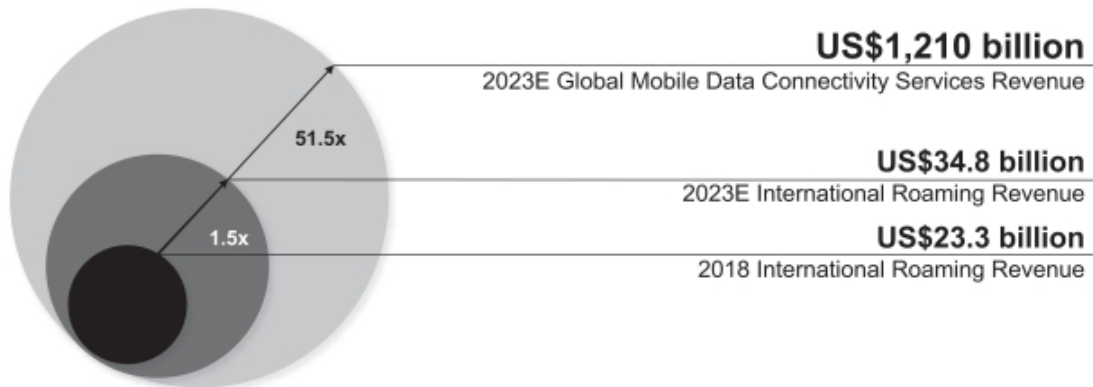 US$1,210 billion
2023E Global Mobile Data Connectivity Services Revenue
51.5x
US$34.8 billion
2023E International Roaming Revenue
1.5x
US$23.3 billion
2018 International Roaming Revenue